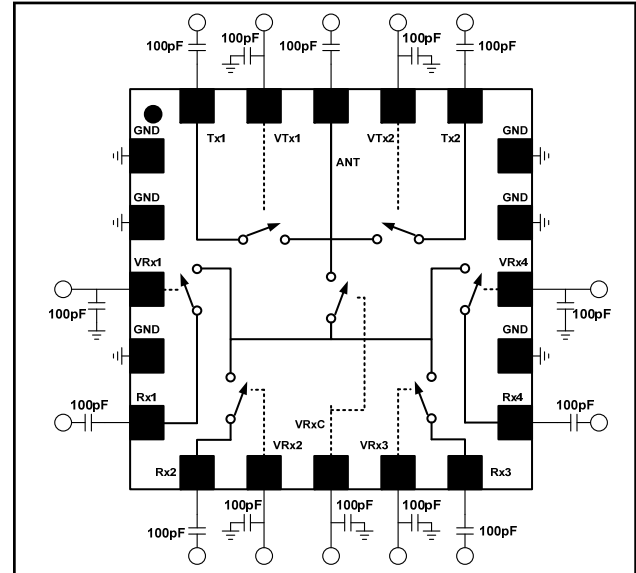 100pF
100pF
100pF
100pF
100pF
GND
Tx1
VTx1
VTx2
Tx2
GND
ANT
GND
GND
VRx1
VRx4
100pF
100pF
GND
GND
100pF
Rx1
Rx4
100pF
VRxC
Rx2
VRx2
VRx3
Rx3
100pF
100pF
100pF
100pF
100pF